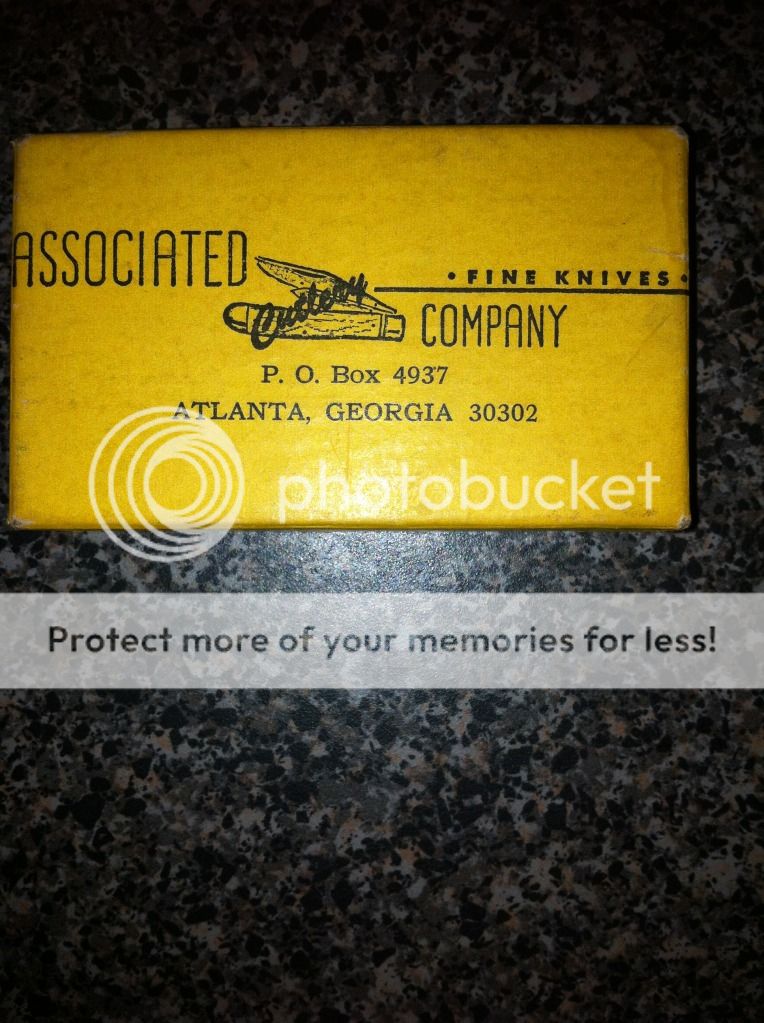 ASSOCIATED
Cutlery
• FINE KNIVES •
COMPANY
P. O. Box 4937
ATLANTA, GEORGIA 30302
photobucket
Protect more of your memories for less!